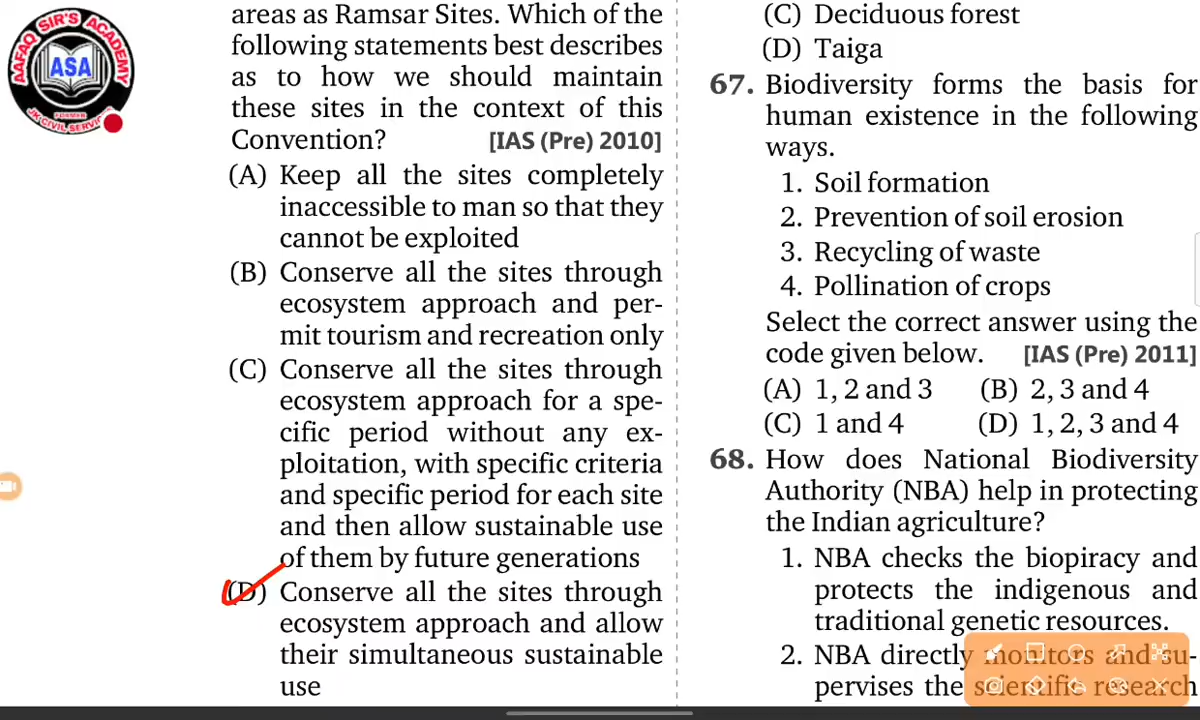 AAFAQ SIR'S ACADEMY
ASA
FORMER
JK CIVIL SERVIC
areas as Ramsar Sites. Which of the
following statements best describes
as to how we should maintain
these sites in the context of this
Convention? [IAS (Pre) 2010]
(A) Keep all the sites completely
inaccessible to man so that they
cannot be exploited
(B) Conserve all the sites through
ecosystem approach and per-
mit tourism and recreation only
(C) Conserve all the sites through
ecosystem approach for a spe-
cific period without any ex-
ploitation, with specific criteria
and specific period for each site
and then allow sustainable use
of them by future generations
(D) Conserve all the sites through
ecosystem approach and allow
their simultaneous sustainable
use
(C) Deciduous forest
(D) Taiga
67. Biodiversity forms the basis for
human existence in the following
ways.
1. Soil formation
2. Prevention of soil erosion
3. Recycling of waste
4. Pollination of crops
Select the correct answer using the
code given below. [IAS (Pre) 2011]
(A) 1, 2 and 3 (B) 2, 3 and 4
(C) 1 and 4 (D) 1, 2, 3 and 4
68. How does National Biodiversity
Authority (NBA) help in protecting
the Indian agriculture?
1. NBA checks the biopiracy and
protects the indigenous and
traditional genetic resources.
2. NBA directly monitors and su-
pervises the scientific research